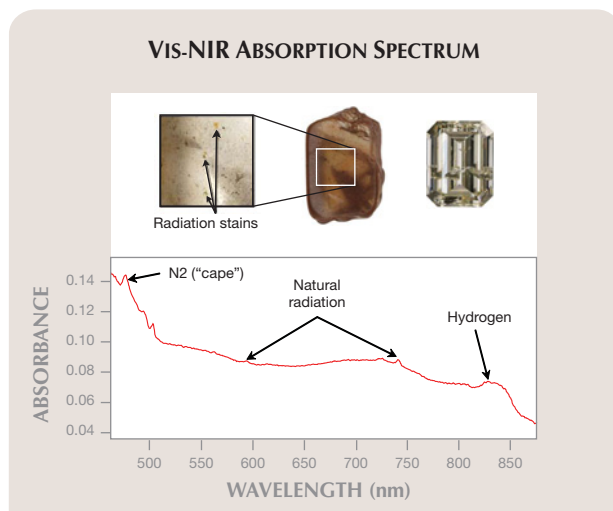 VIS-NIR ABSORPTION SPECTRUM
Radiation stains
N2 (“cape”)
Natural
radiation
Hydrogen
0.14
0.12
0.10
0.08
0.06
0.04
ABSORBANCE
500 550 600 650 700 750 800 850
WAVELENGTH (nm)